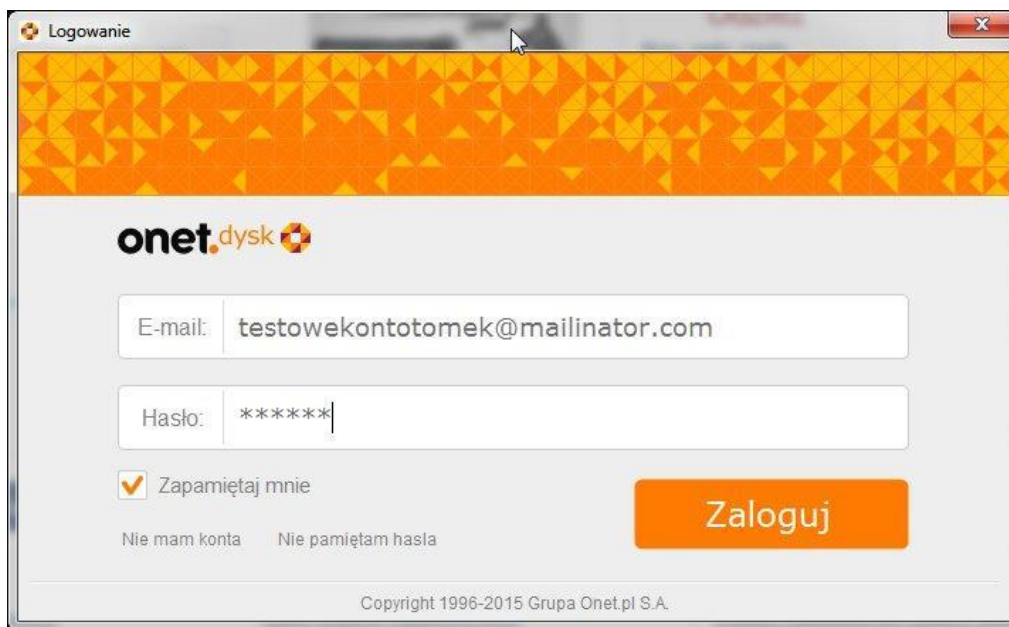 Logowanie
onet.dysk
E-mail: testowekontotomek@mailinator.com
Hasło: ******
Zapamiętaj mnie
Zaloguj
Nie mam konta Nie pamiętam hasla
Copyright 1996-2015 Grupa Onet.pl S.A.